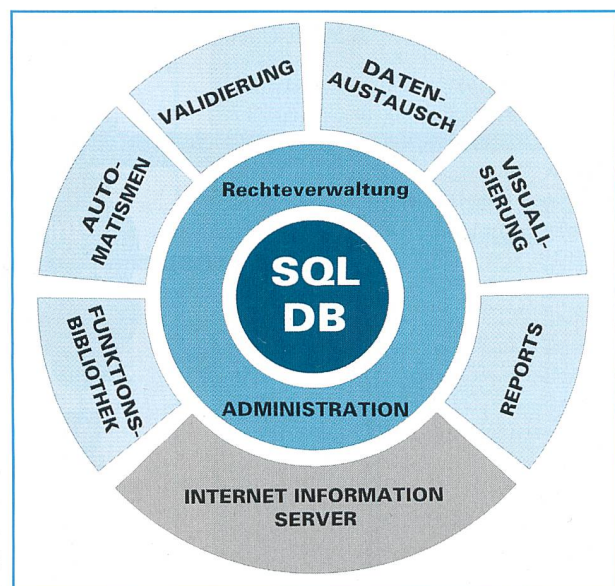 VALIDIERUNG
DATEN-
AUSTAUSCH
AUTO-
MATISMEN
VISUALI-
SIERUNG
Rechteverwaltung
SQL
DB
FUNKTIONS-
BIBLIOTHEK
REPORTS
ADMINISTRATION
INTERNET INFORMATION
SERVER